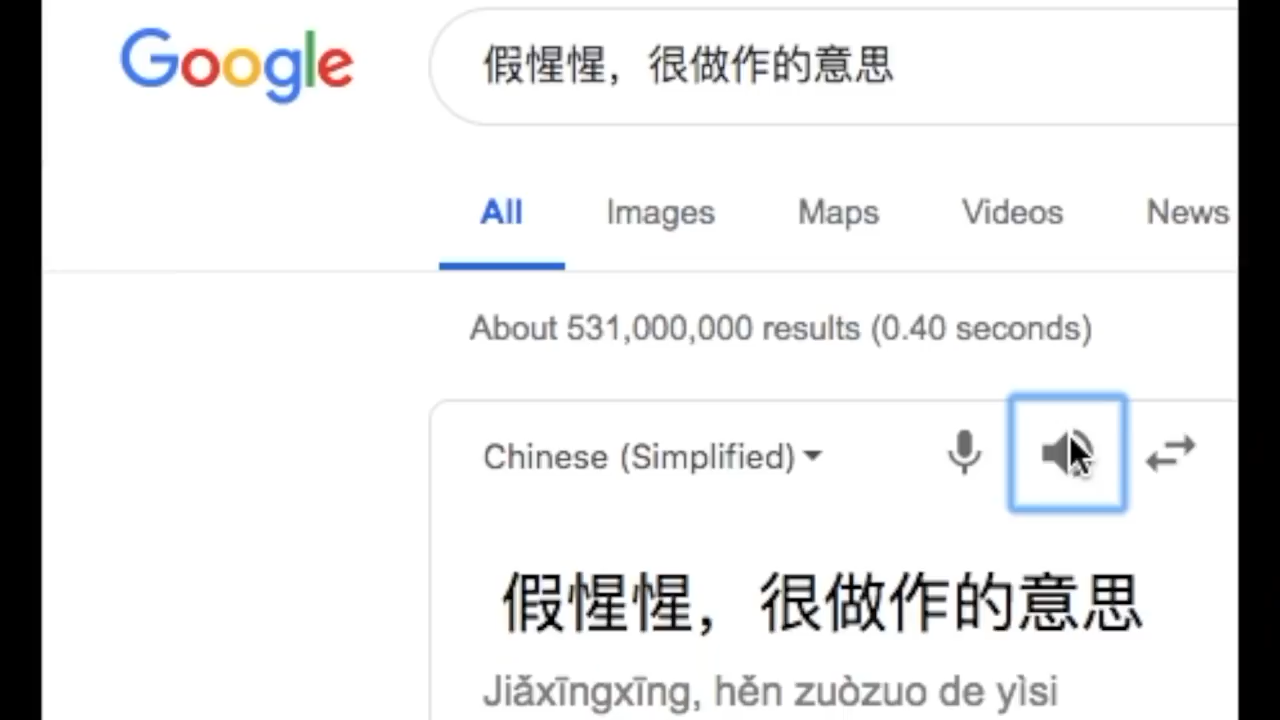 Google
假惺惺，很做作的意思
All Images Maps Videos News
About 531,000,000 results (0.40 seconds)
Chinese (Simplified)
假惺惺，很做作的意思
Jiǎxīngxīng, hěn zuòzuo de yìsi